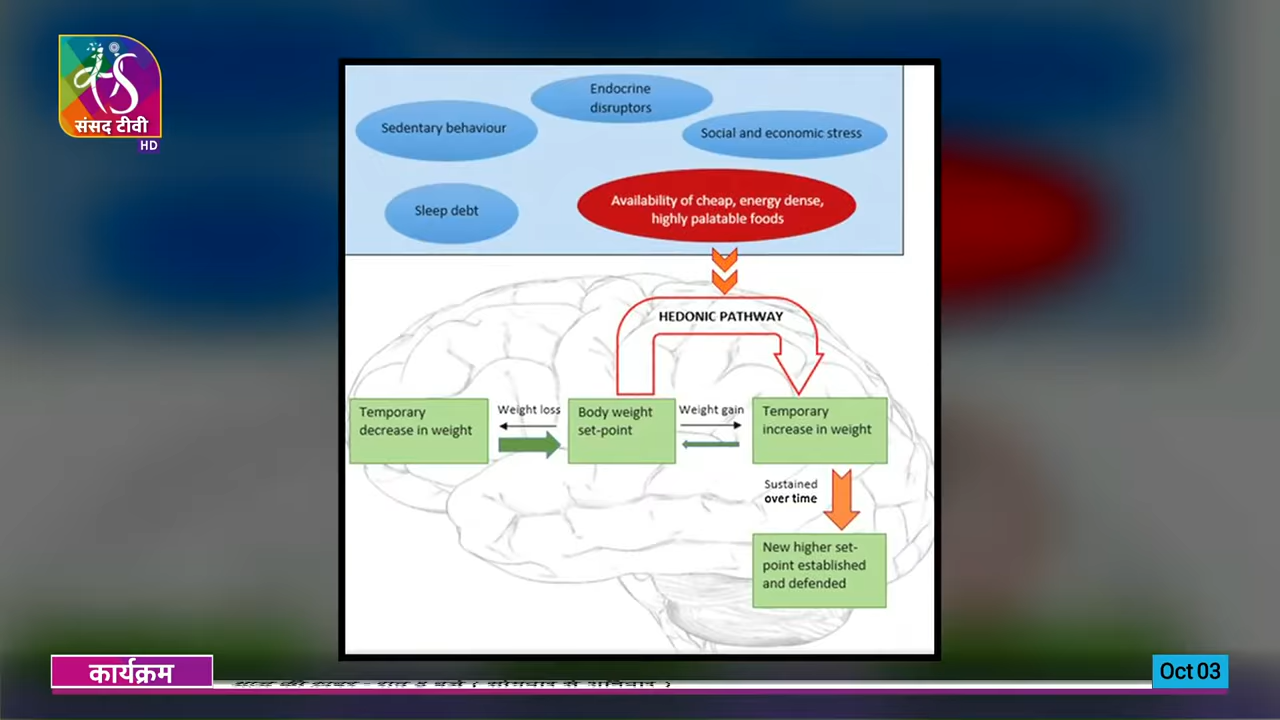 संसद टीवी
HD
Endocrine
disruptors
Sedentary behaviour
Social and economic stress
Sleep debt
Availability of cheap, energy dense,
highly palatable foods
HEDONIC PATHWAY
Temporary
decrease in weight
Weight loss
Body weight
set-point
Weight gain
Temporary
increase in weight
Sustained
over time
New higher set-
point established
and defended
कार्यक्रम
Oct 03